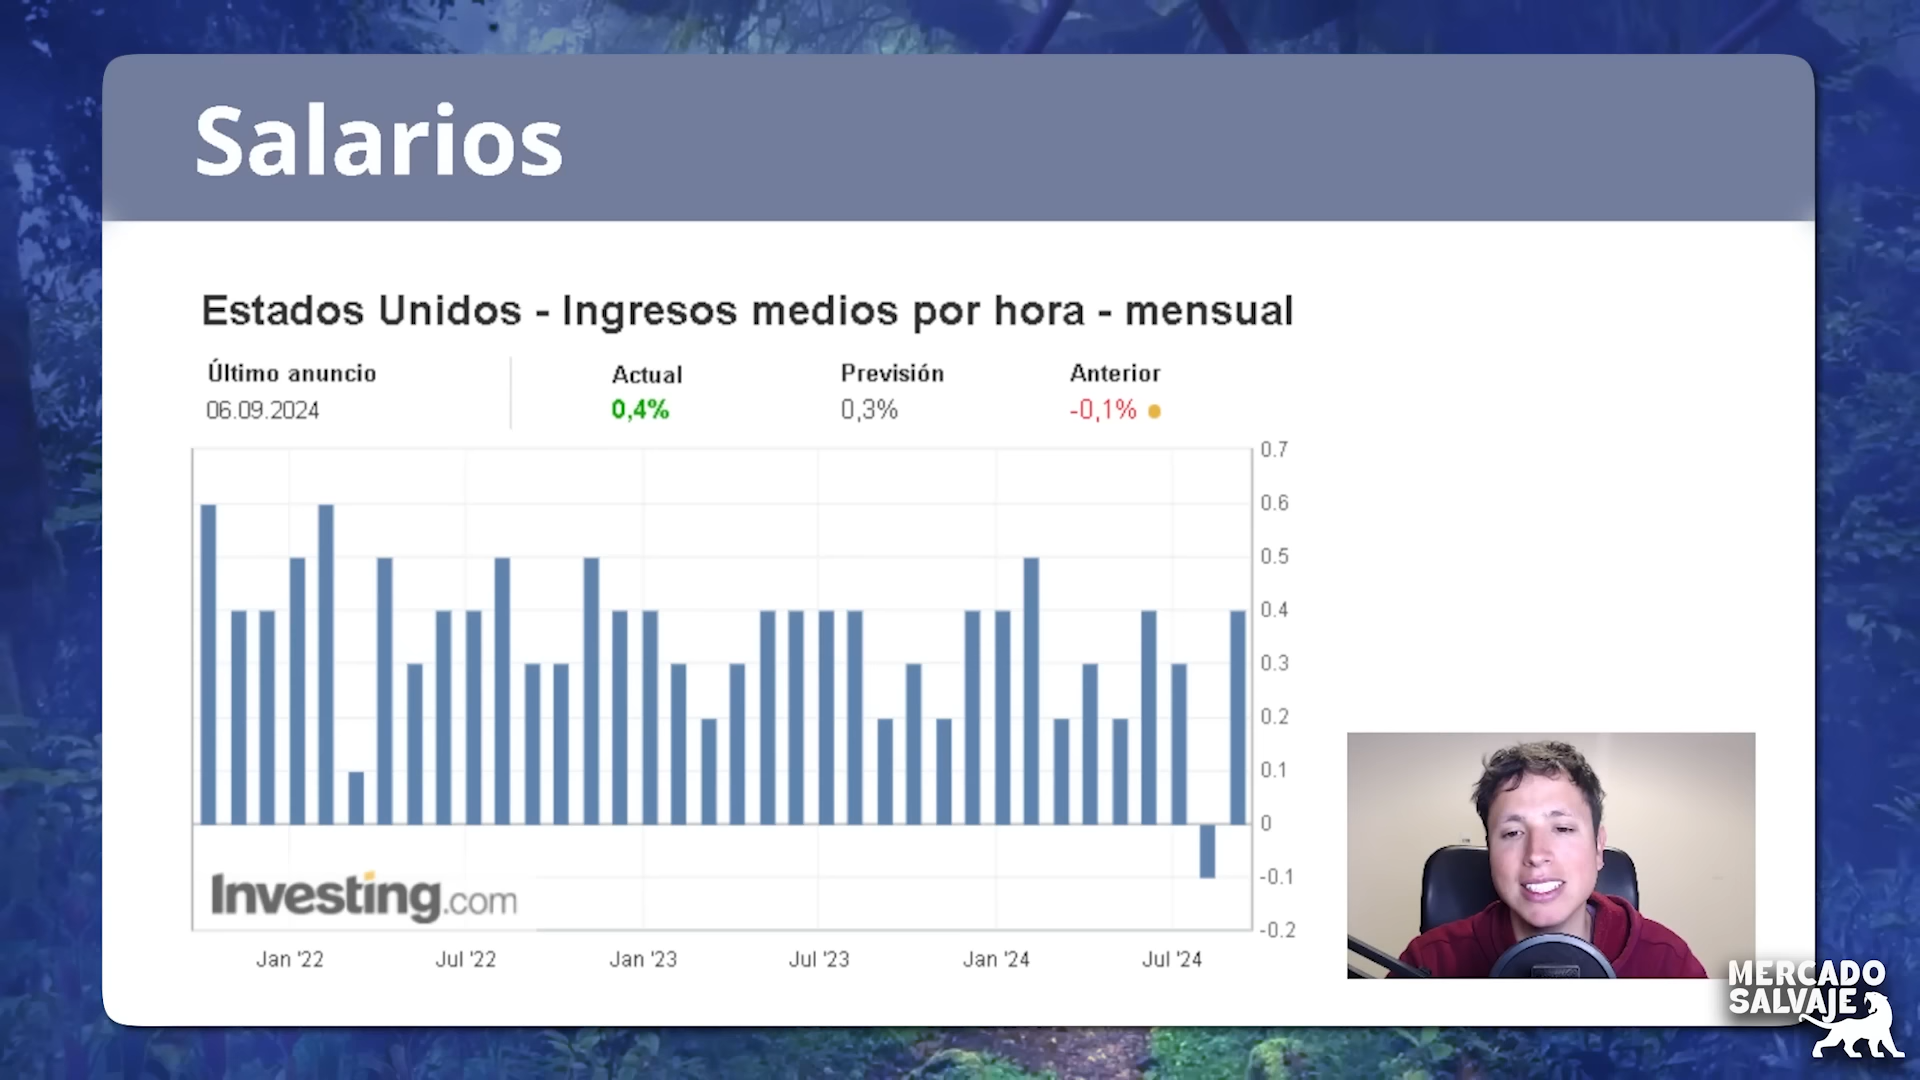 Salarios
Estados Unidos - Ingresos medios por hora - mensual
Último anuncio
06.09.2024
Actual
0,4%
Previsión
0,3%
Anterior
-0,1%
0.7
0.6
0.5
0.4
0.3
0.2
0.1
0
-0.1
-0.2
Investing.com
Jan '22 Jul '22 Jan '23 Jul '23 Jan '24 Jul '24
MERCADO
SALVAJE